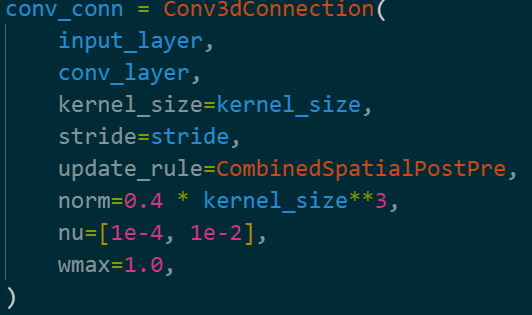 conv_conn = Conv3dConnection(
    input_layer,
    conv_layer,
    kernel_size=kernel_size,
    stride=stride,
    update_rule=CombinedSpatialPostPre,
    norm=0.4 * kernel_size**3,
    nu=[1e-4, 1e-2],
    wmax=1.0,
)